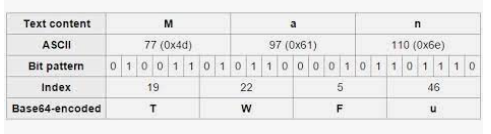 Text content M a n
ASCII 77 (0x4d) 97 (0x61) 110 (0x6e)
Bit pattern 0 1 0 0 1 1 0 1 0 1 1 0 0 0 0 1 0 1 1 0 1 1 1 0
Index 19 22 5 46
Base64-encoded T W F u